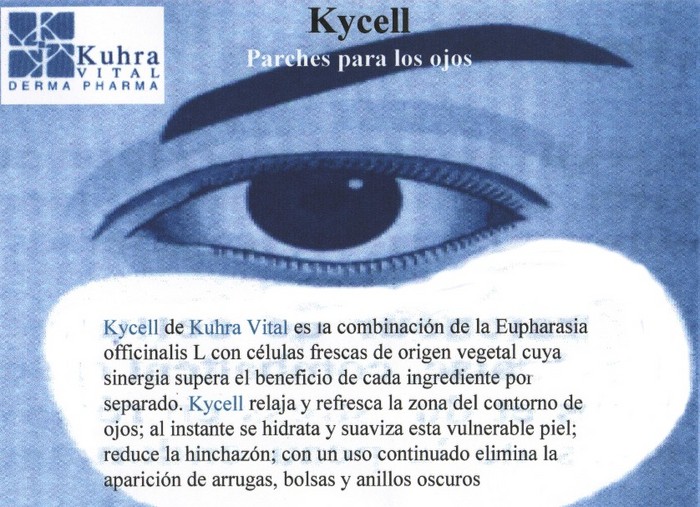 Kycell
Parches para los ojos
Kuhra
VITAL
DERMA PHARMA
Kycell de Kuhra Vital es la combinación de la Eupharasia
officinalis L con células frescas de origen vegetal cuya
sinergia supera el beneficio de cada ingrediente por
separado. Kycell relaja y refresca la zona del contorno de
ojos; al instante se hidrata y suaviza esta vulnerable piel;
reduce la hinchazón; con un uso continuado elimina la
aparición de arrugas, bolsas y anillos oscuros